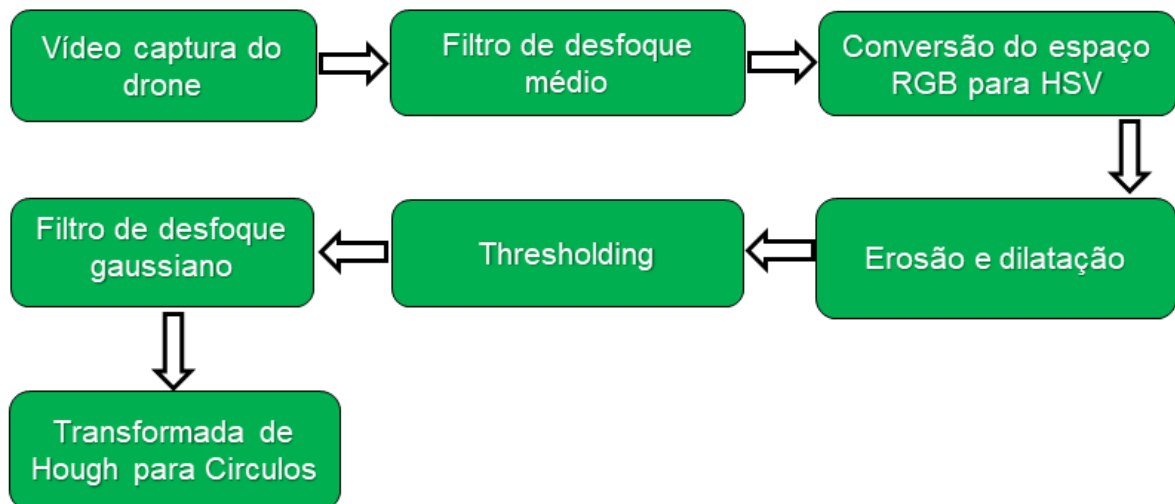 Vídeo captura do
drone
Filtro de desfoque
médio
Conversão do espaço
RGB para HSV
Erosão e dilatação
Thresholding
Filtro de desfoque
gaussiano
Transformada de
Hough para Circulos